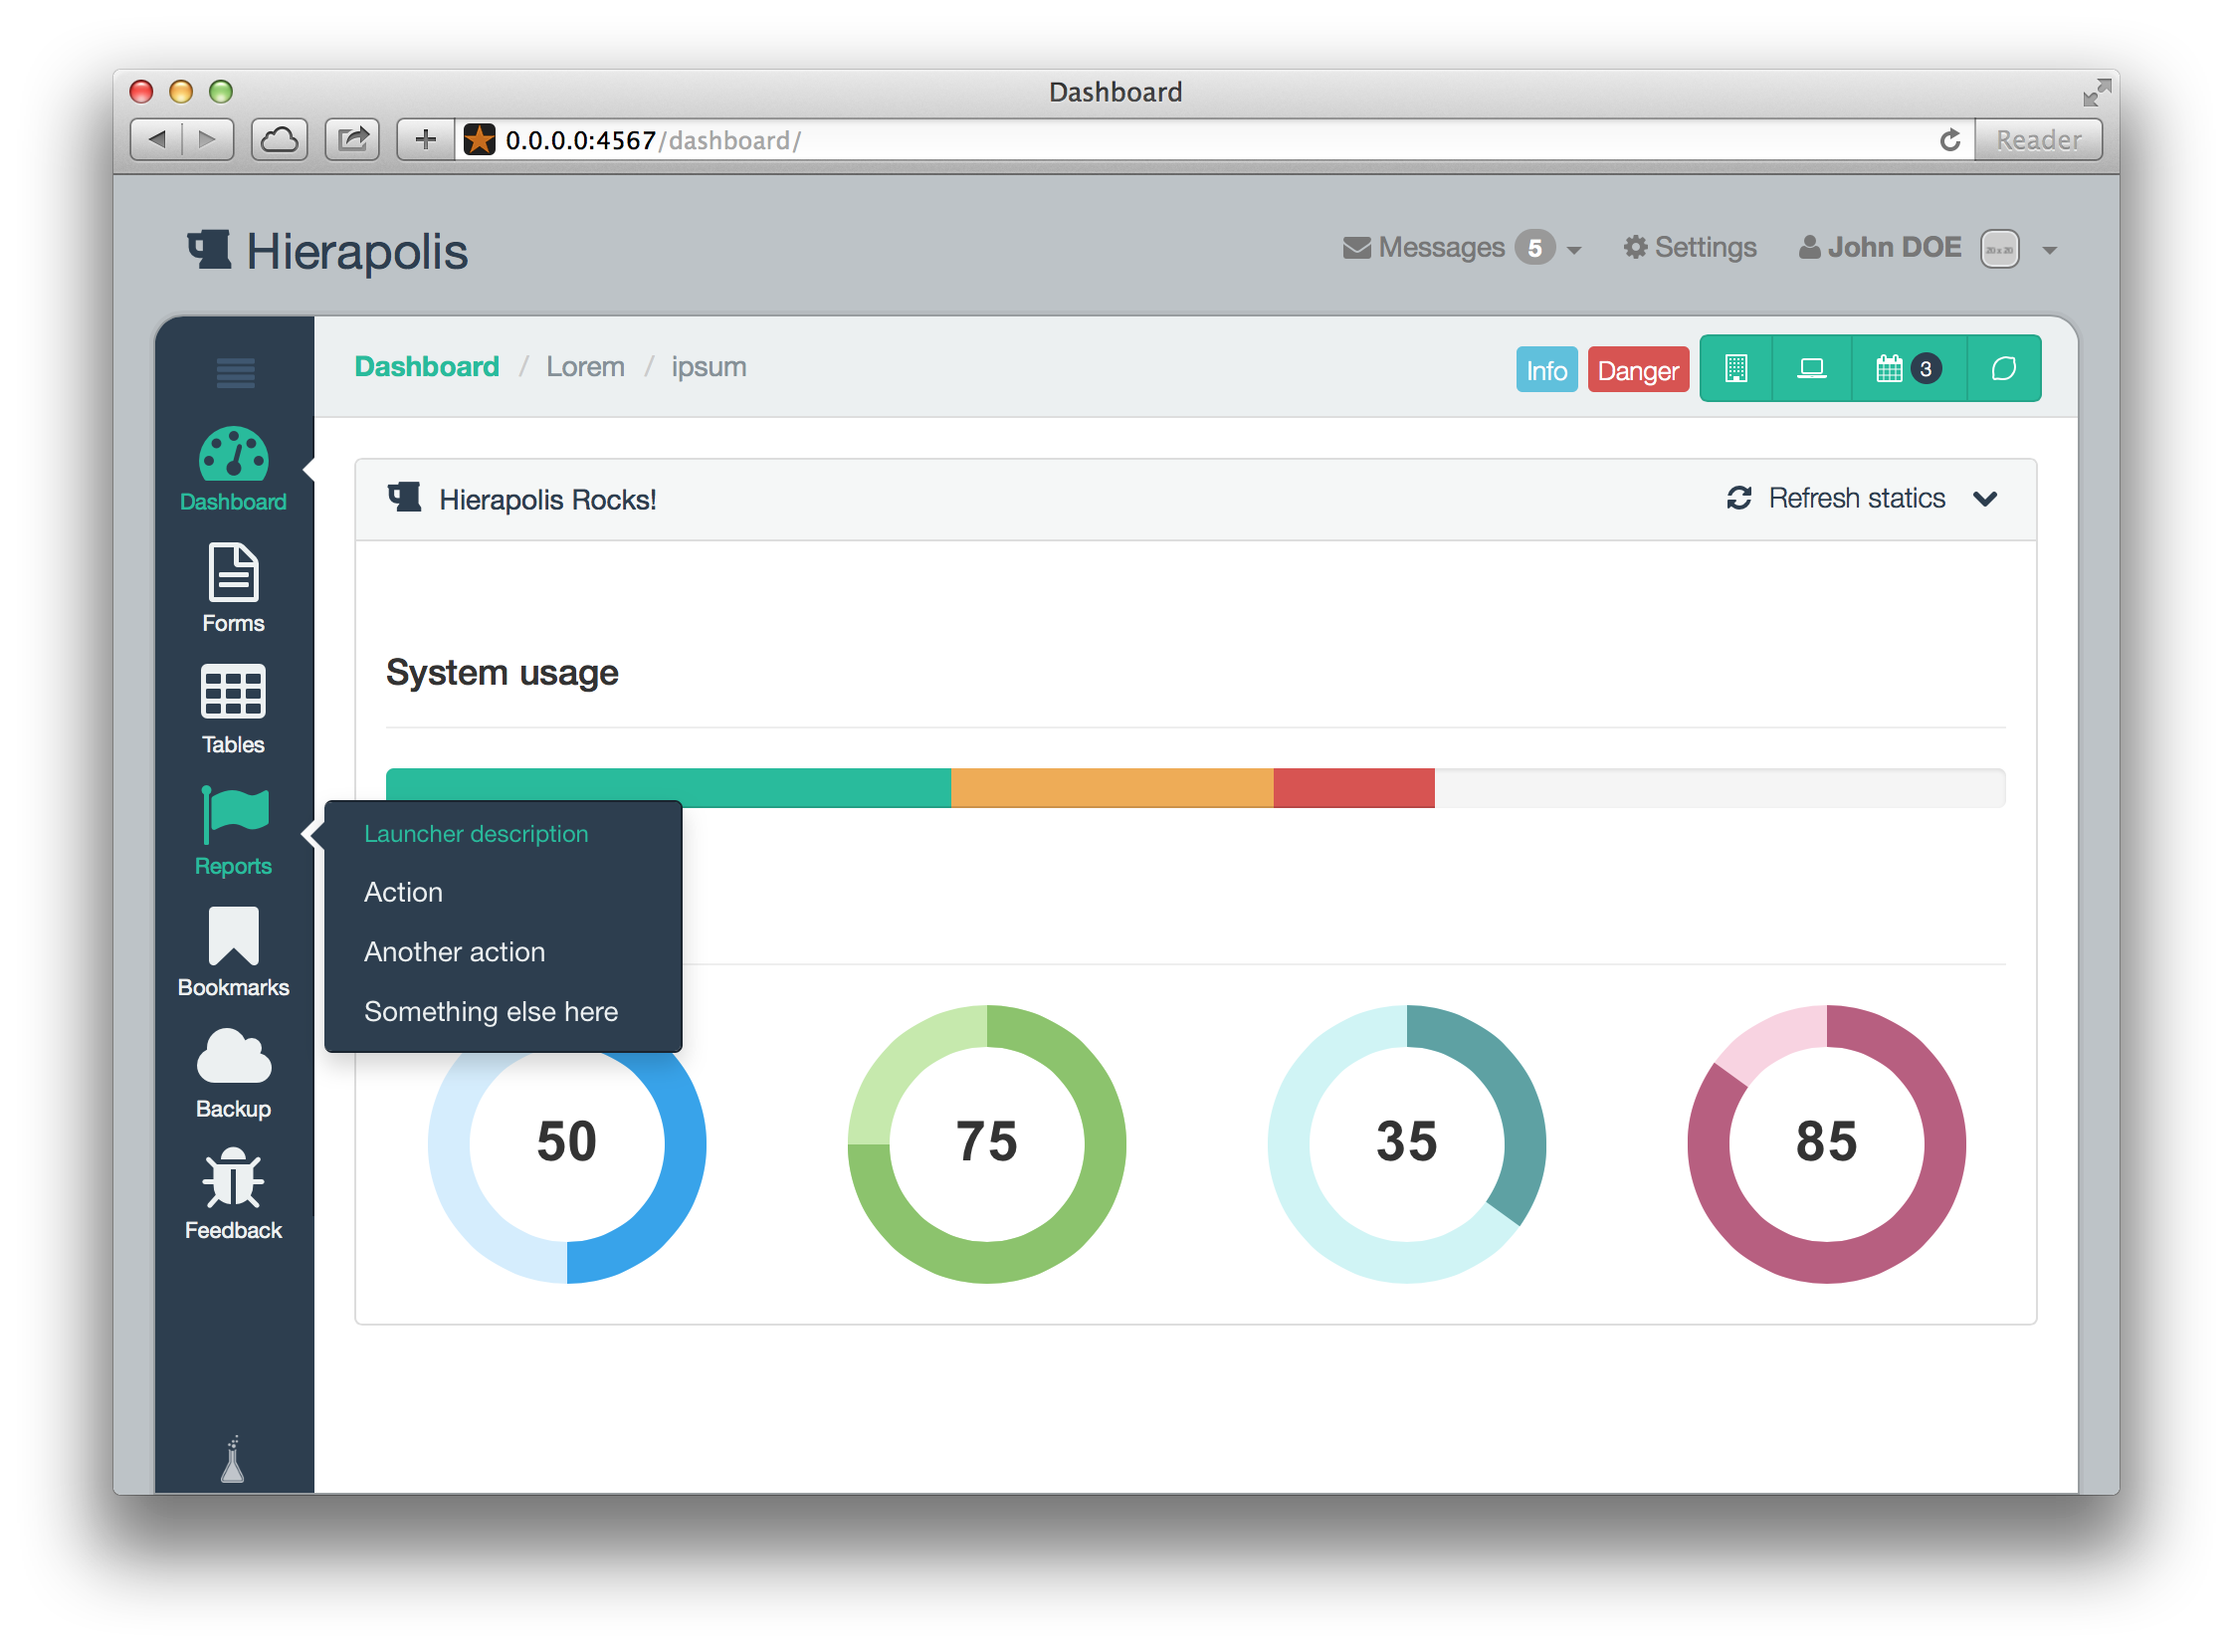 Dashboard
0.0.0.0:4567/dashboard/
Reader
Hierapolis
Messages 5
Settings
John DOE
20 x 20
Dashboard / Lorem / ipsum
Info
Danger
3
Dashboard
Forms
Tables
Reports
Bookmarks
Backup
Feedback
Hierapolis Rocks!
Refresh statics
System usage
Launcher description
Action
Another action
Something else here
50
75
35
85